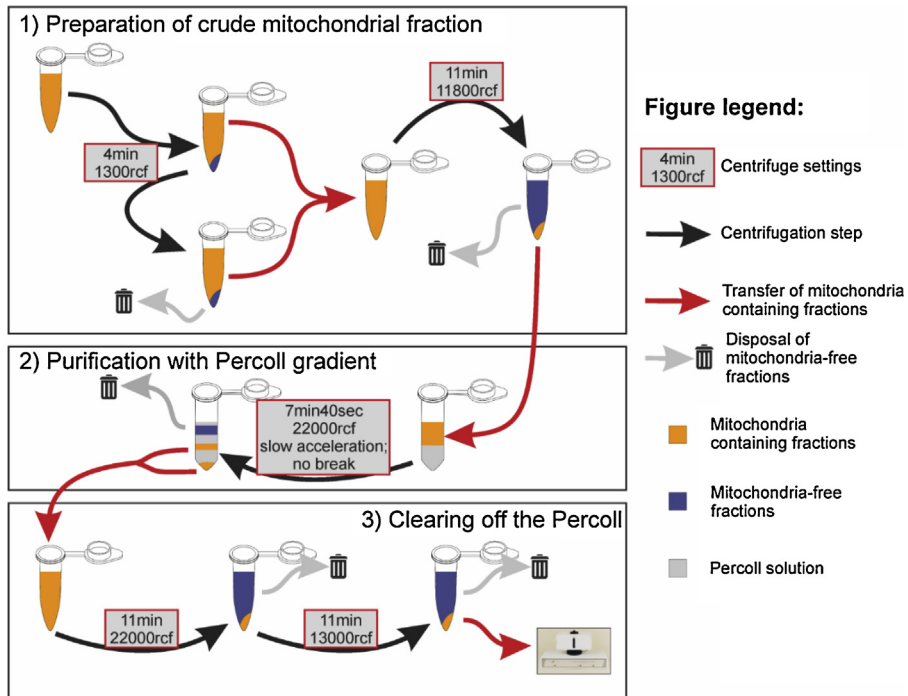 1) Preparation of crude mitochondrial fraction
4min
1300rcf
11min
11800rcf
2) Purification with Percoll gradient
7min40sec
22000rcf
slow acceleration;
no break
3) Clearing off the Percoll
11min
22000rcf
11min
13000rcf
Figure legend:
4min
1300rcf
Centrifuge settings
Centrifugation step
Transfer of mitochondria
containing fractions
Disposal of
mitochondria-free
fractions
Mitochondria
containing fractions
Mitochondria-free
fractions
Percoll solution